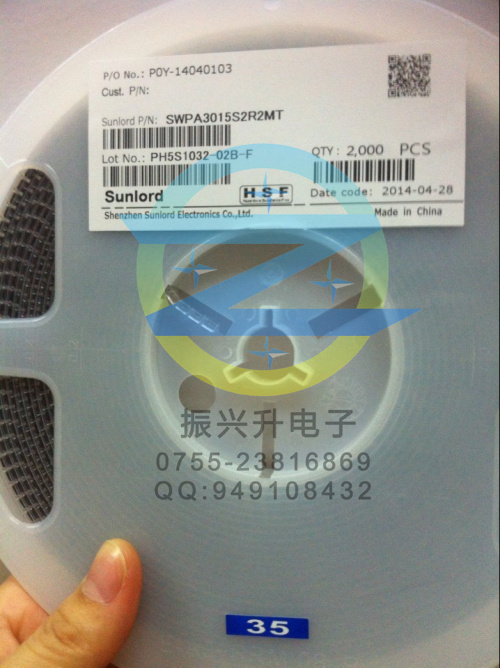 P/O No.: POY-14040103
Cust. P/N:
Sunlord P/N: SWPA3015S2R2MT
Lot No.: PH5S1032-02B-F QTY: 2,000 PCS
Sunlord HSF Date code: 2014-04-28
Shenzhen Sunlord Electronics Co.,Ltd. Made in China
振兴升电子
0755-23816869
QQ:949108432
35